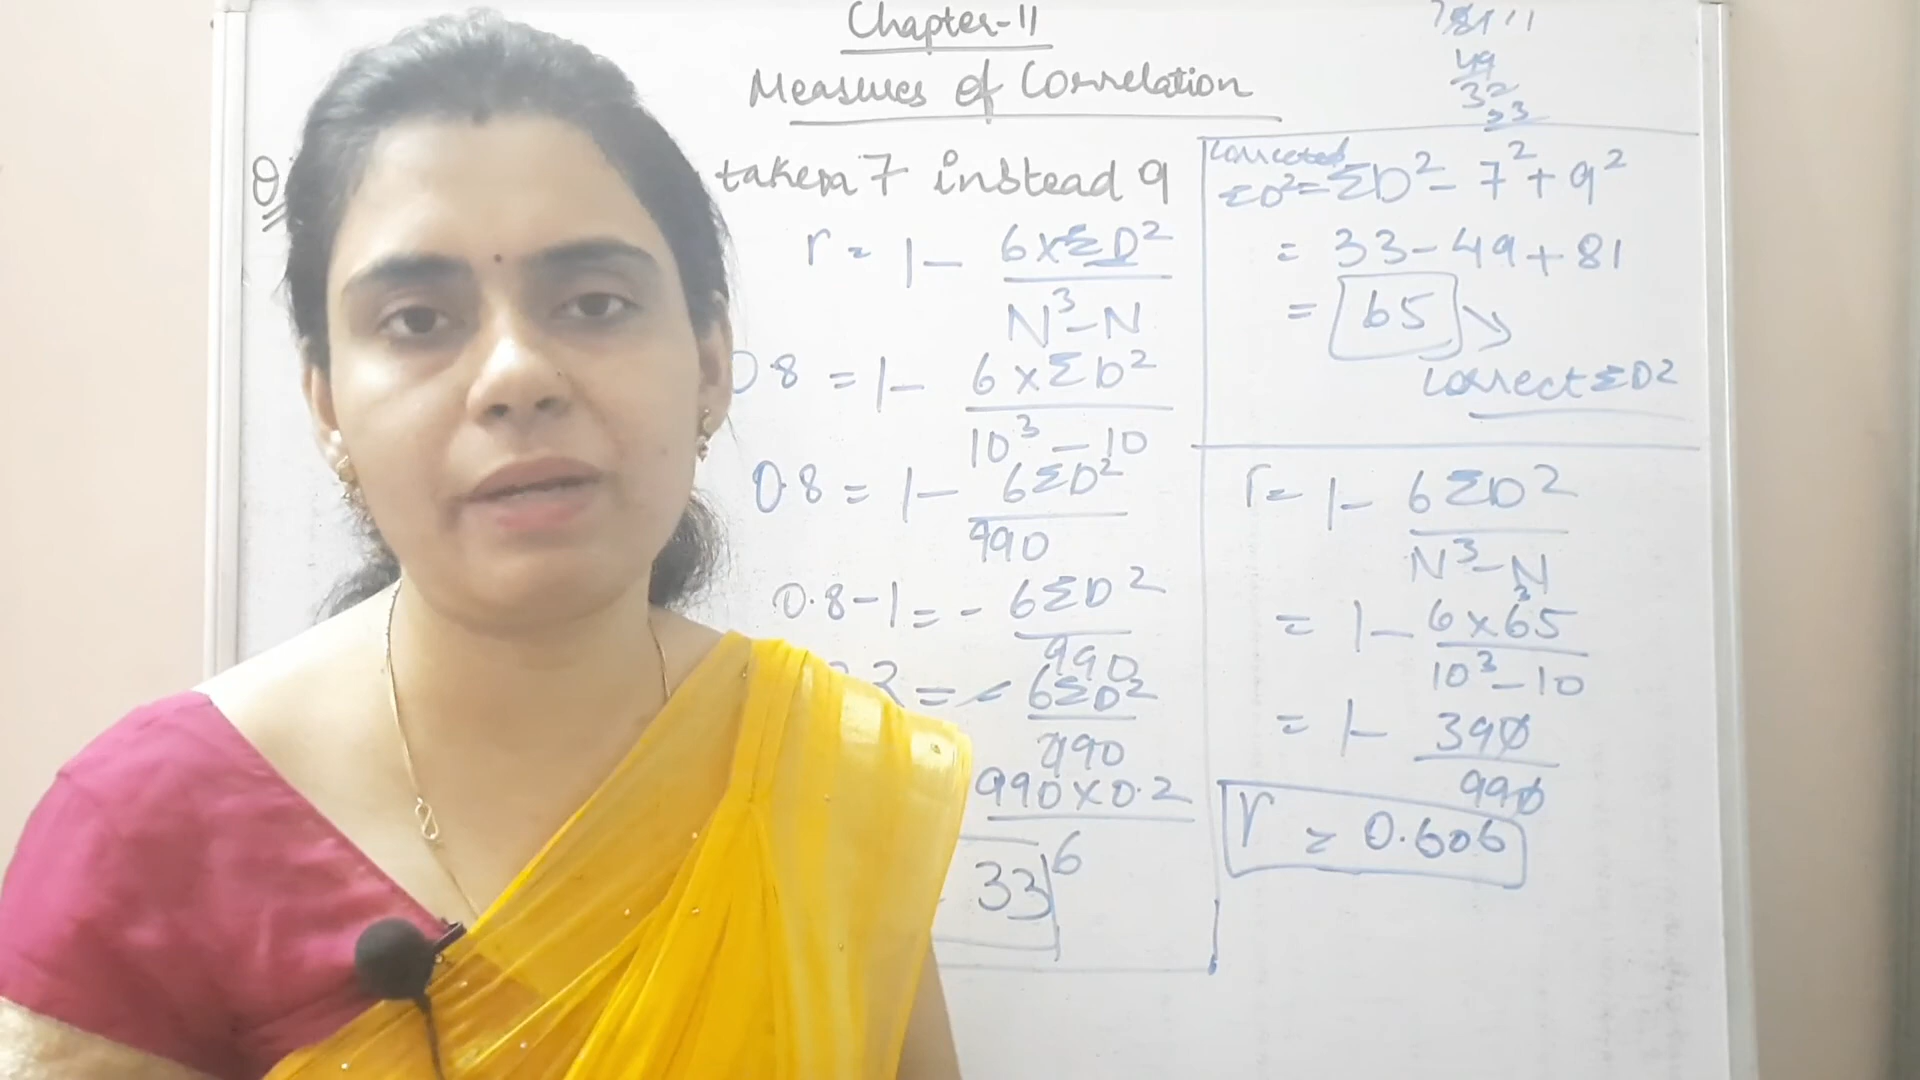 Chapter-11
Measures of Correlation
Q
taken 7 instead 9
r = 1 - 6×ΣD²
N³-N
0.8 = 1 - 6×ΣD²
10³-10
0.8 = 1 - 6ΣD²
990
0.8-1 = - 6ΣD²
990
2 = - 6ΣD²
990
990×0.2
6
33
49
32
33
corrected
ΣD² = ΣD² - 7² + 9²
= 33-49+81
= 65
correct ΣD²
r = 1 - 6ΣD²
N³-N
= 1 - 6×65
10³-10
= 1 - 390
990
r = 0.606